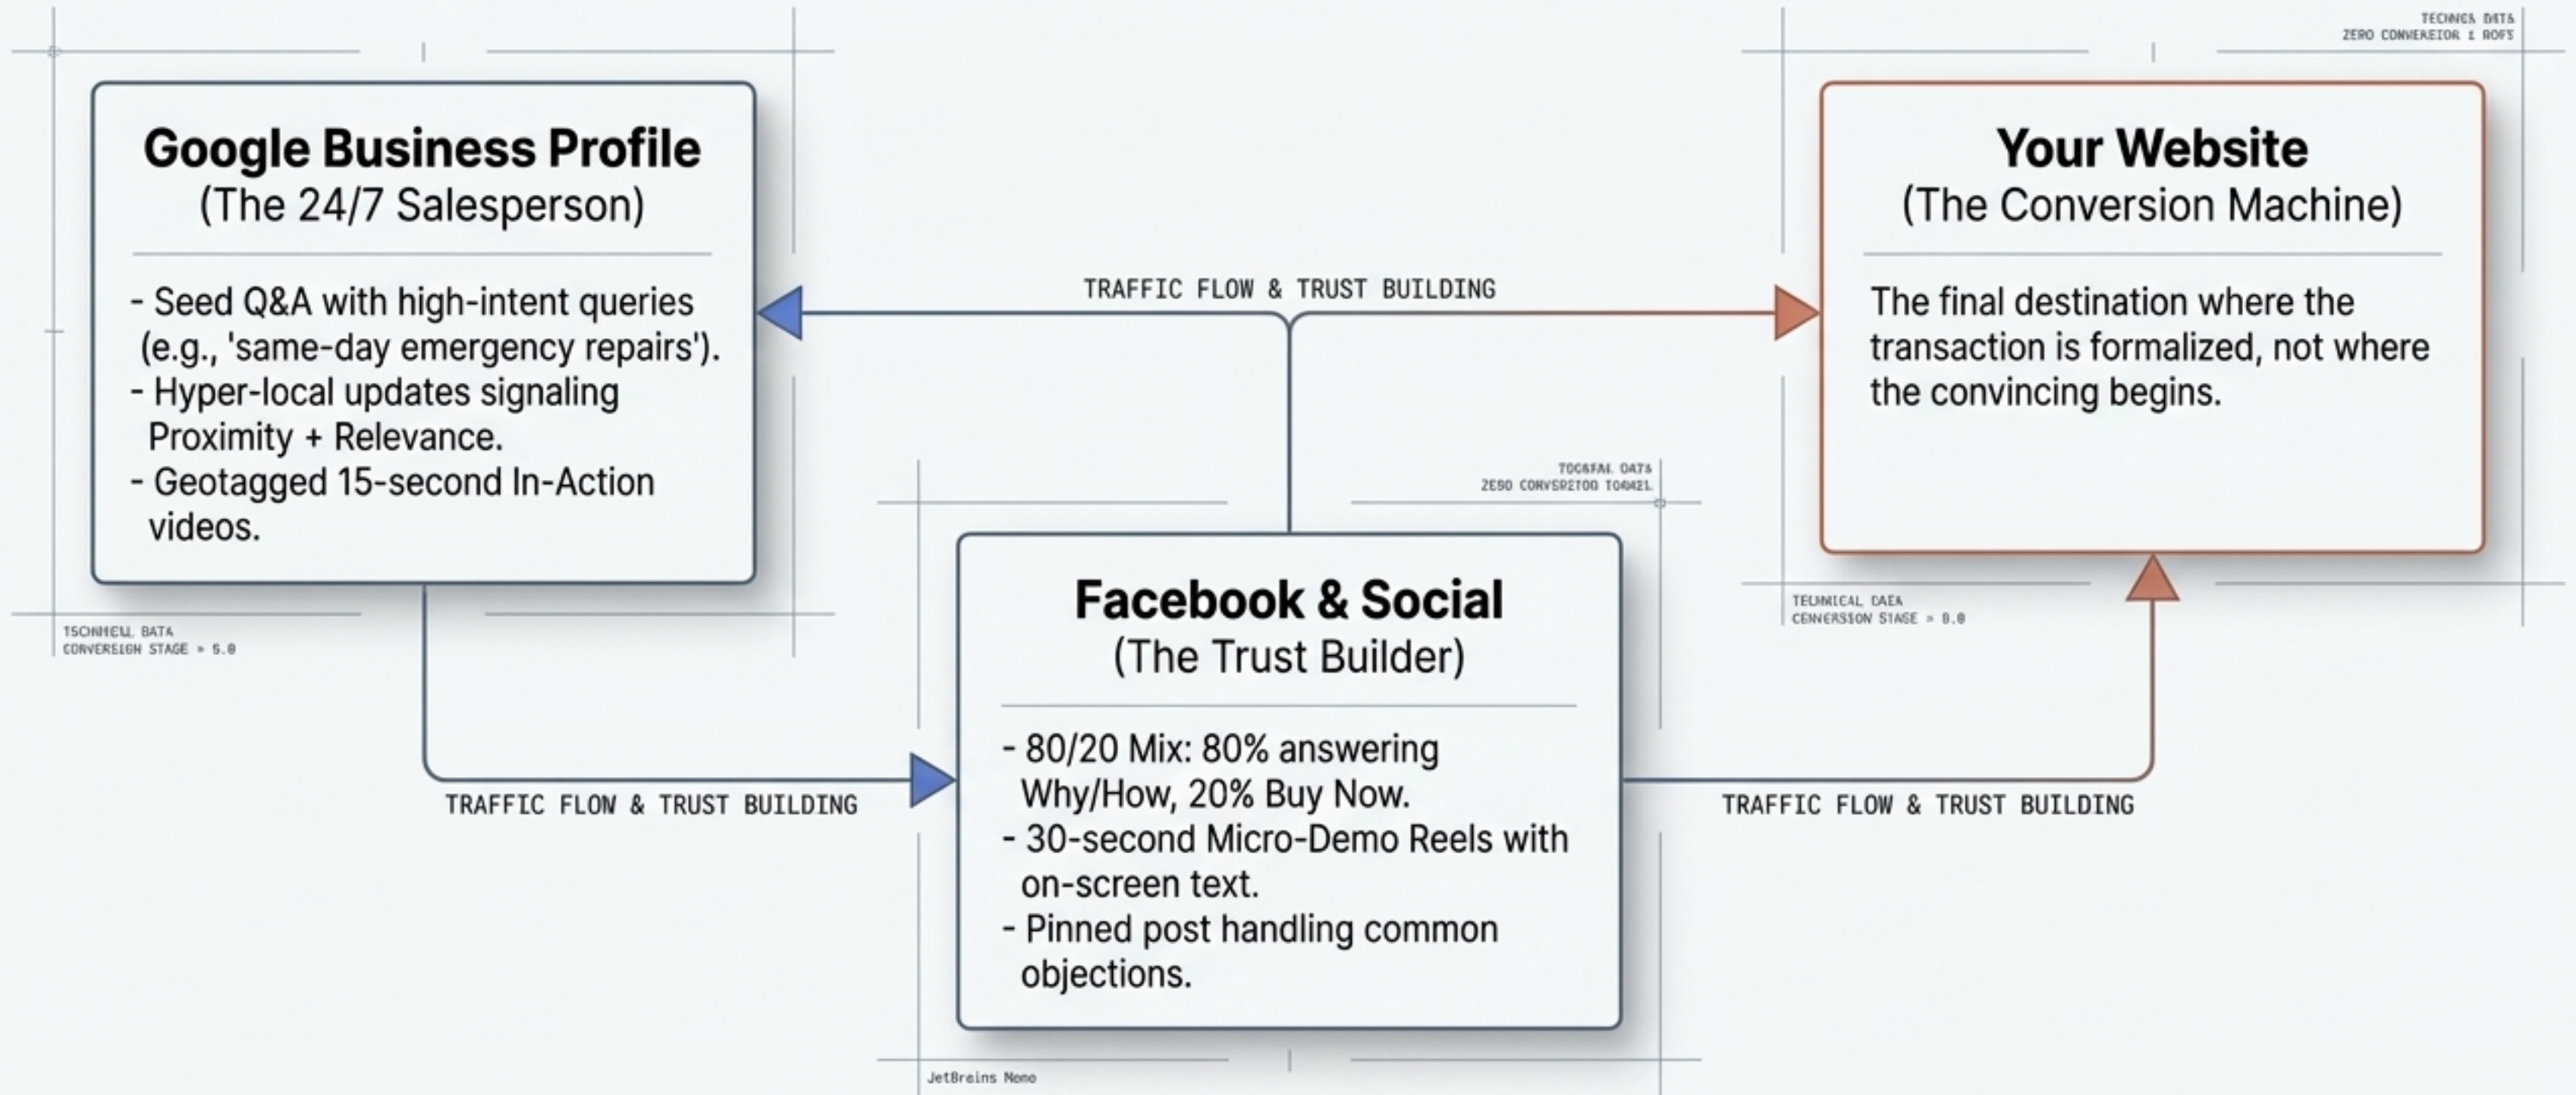 Google Business Profile
(The 24/7 Salesperson)
- Seed Q&A with high-intent queries
(e.g., 'same-day emergency repairs').
- Hyper-local updates signaling
Proximity + Relevance.
- Geotagged 15-second In-Action
videos.
TRAFFIC FLOW & TRUST BUILDING
Your Website
(The Conversion Machine)
The final destination where the
transaction is formalized, not where
the convincing begins.
Facebook & Social
(The Trust Builder)
- 80/20 Mix: 80% answering
Why/How, 20% Buy Now.
- 30-second Micro-Demo Reels with
on-screen text.
- Pinned post handling common
objections.
TRAFFIC FLOW & TRUST BUILDING
TRAFFIC FLOW & TRUST BUILDING